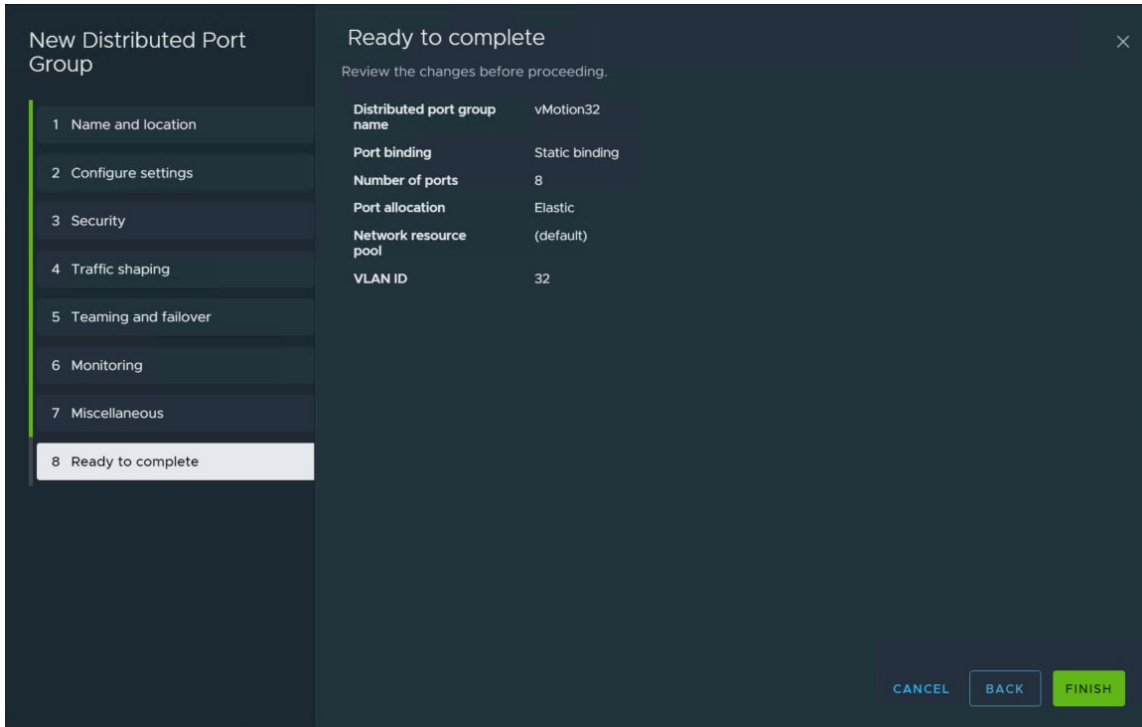 New Distributed Port
Group
1 Name and location
2 Configure settings
3 Security
4 Traffic shaping
5 Teaming and failover
6 Monitoring
7 Miscellaneous
8 Ready to complete
Ready to complete
Review the changes before proceeding.
Distributed port group vMotion32
name
Port binding Static binding
Number of ports 8
Port allocation Elastic
Network resource (default)
pool
VLAN ID 32
CANCEL BACK FINISH